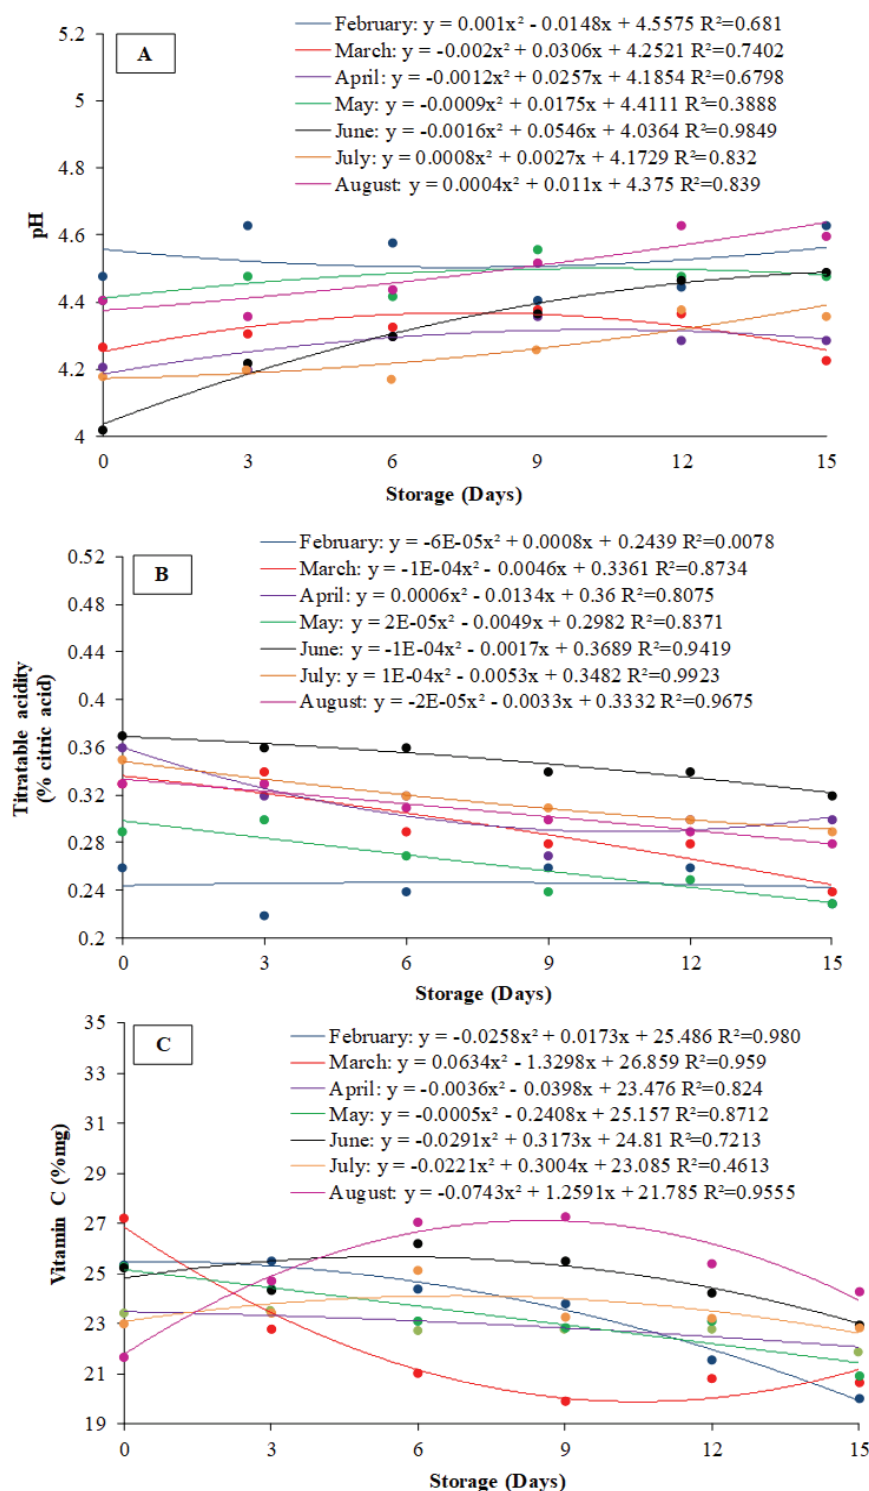 A
February: y = 0.001x² - 0.0148x + 4.5575 R²=0.681
March: y = -0.002x² + 0.0306x + 4.2521 R²=0.7402
April: y = -0.0012x² + 0.0257x + 4.1854 R²=0.6798
May: y = -0.0009x² + 0.0175x + 4.4111 R²=0.3888
June: y = -0.0016x² + 0.0546x + 4.0364 R²=0.9849
July: y = 0.0008x² + 0.0027x + 4.1729 R²=0.832
August: y = 0.0004x² + 0.011x + 4.375 R²=0.839
pH
5.2
5
4.8
4.6
4.4
4.2
4
0 3 6 9 12 15
Storage (Days)
B
February: y = -6E-05x² + 0.0008x + 0.2439 R²=0.0078
March: y = -1E-04x² - 0.0046x + 0.3361 R²=0.8734
April: y = 0.0006x² - 0.0134x + 0.36 R²=0.8075
May: y = 2E-05x² - 0.0049x + 0.2982 R²=0.8371
June: y = -1E-04x² - 0.0017x + 0.3689 R²=0.9419
July: y = 1E-04x² - 0.0053x + 0.3482 R²=0.9923
August: y = -2E-05x² - 0.0033x + 0.3332 R²=0.9675
Titratable acidity
(% citric acid)
0.52
0.48
0.44
0.4
0.36
0.32
0.28
0.24
0.2
0 3 6 9 12 15
Storage (Days)
C
February: y = -0.0258x² + 0.0173x + 25.486 R²=0.980
March: y = 0.0634x² - 1.3298x + 26.859 R²=0.959
April: y = -0.0036x² - 0.0398x + 23.476 R²=0.824
May: y = -0.0005x² - 0.2408x + 25.157 R²=0.8712
June: y = -0.0291x² + 0.3173x + 24.81 R²=0.7213
July: y = -0.0221x² + 0.3004x + 23.085 R²=0.4613
August: y = -0.0743x² + 1.2591x + 21.785 R²=0.9555
Vitamin C (%mg)
35
33
31
29
27
25
23
21
19
0 3 6 9 12 15
Storage (Days)